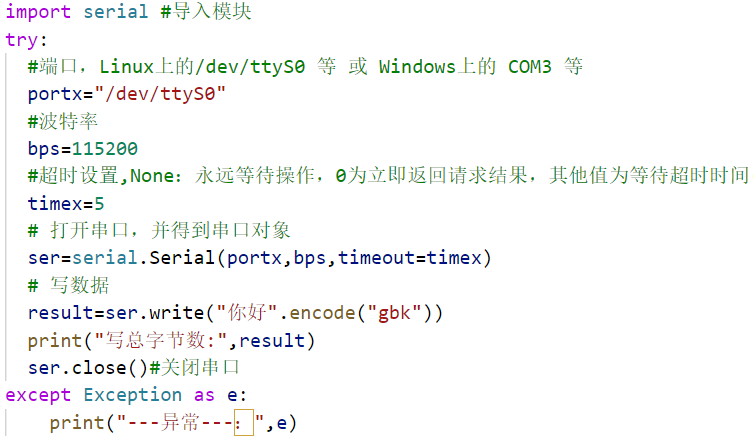 import serial #导入模块
try:
  #端口，Linux上的/dev/ttyS0 等 或 Windows上的 COM3 等
  portx="/dev/ttyS0"
  #波特率
  bps=115200
  #超时设置,None：永远等待操作，0为立即返回请求结果，其他值为等待超时时间
  timex=5
  # 打开串口，并得到串口对象
  ser=serial.Serial(portx,bps,timeout=timex)
  # 写数据
  result=ser.write("你好".encode("gbk"))
  print("写总字节数:",result)
  ser.close()#关闭串口
except Exception as e:
    print("---异常---：",e)